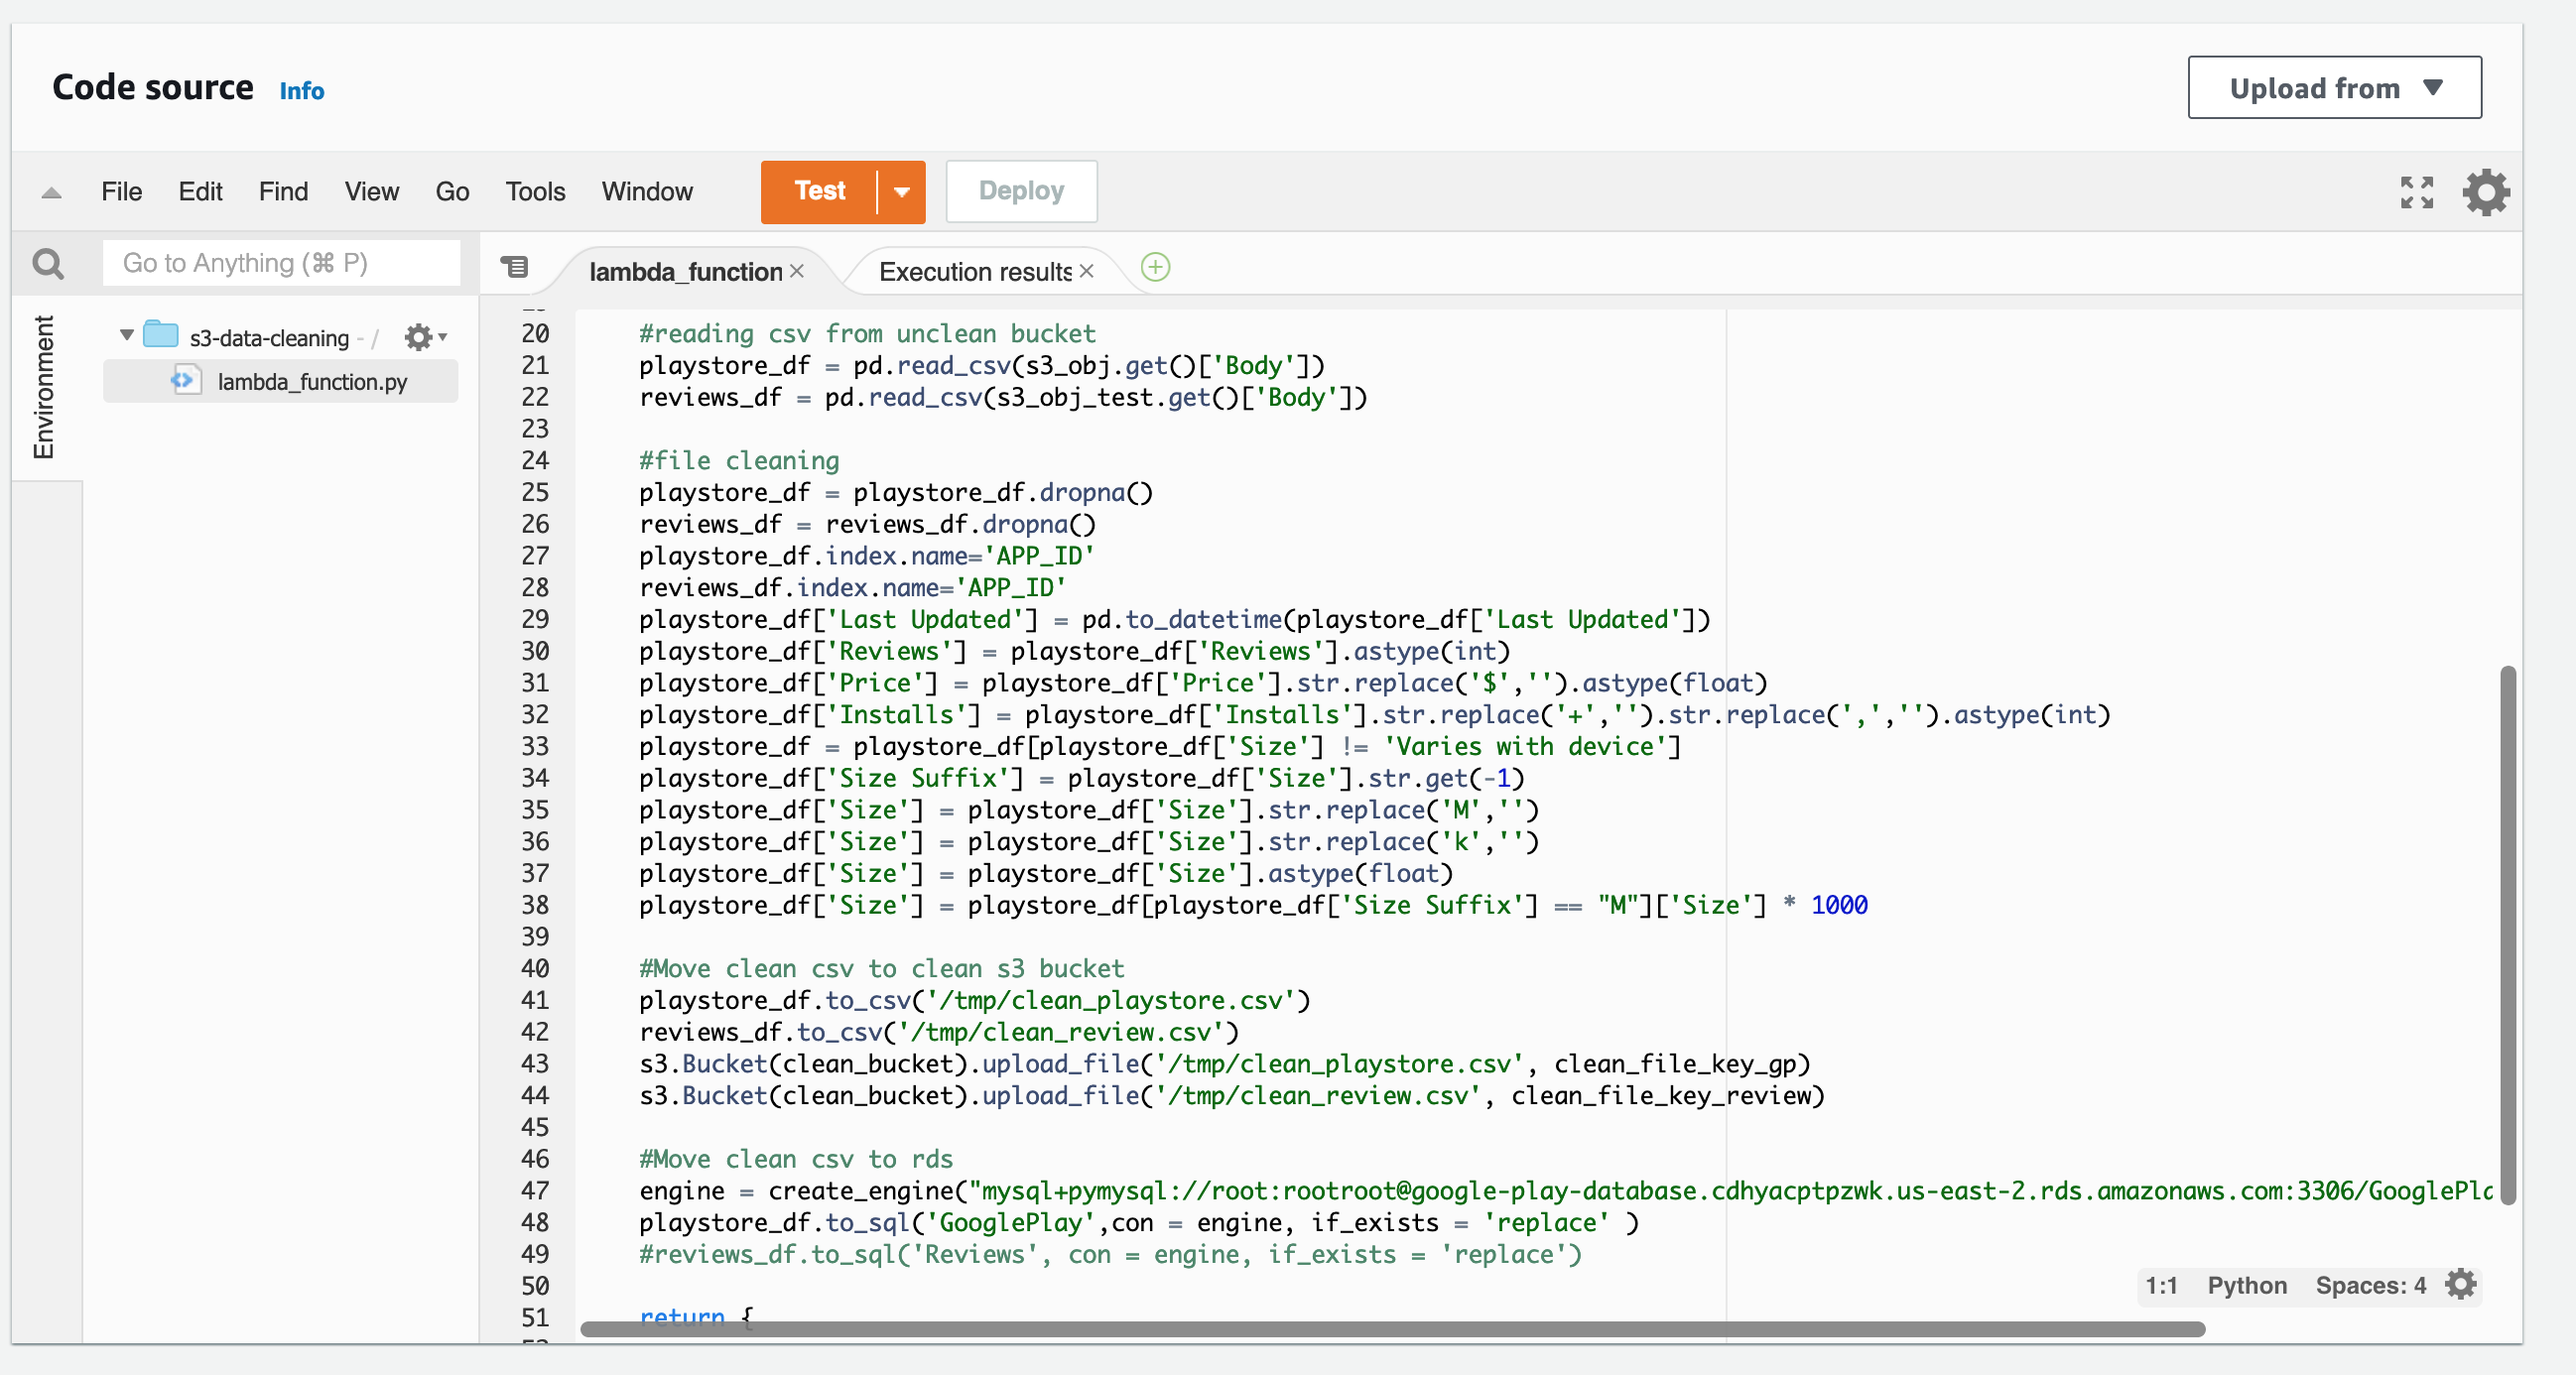 Code source Info
Upload from
File Edit Find View Go Tools Window Test Deploy
Go to Anything (⌘ P)
lambda_function × Execution results ×
Environment
s3-data-cleaning - /
lambda_function.py
20 #reading csv from unclean bucket
21 playstore_df = pd.read_csv(s3_obj.get()['Body'])
22 reviews_df = pd.read_csv(s3_obj_test.get()['Body'])
23
24 #file cleaning
25 playstore_df = playstore_df.dropna()
26 reviews_df = reviews_df.dropna()
27 playstore_df.index.name='APP_ID'
28 reviews_df.index.name='APP_ID'
29 playstore_df['Last Updated'] = pd.to_datetime(playstore_df['Last Updated'])
30 playstore_df['Reviews'] = playstore_df['Reviews'].astype(int)
31 playstore_df['Price'] = playstore_df['Price'].str.replace('$','').astype(float)
32 playstore_df['Installs'] = playstore_df['Installs'].str.replace('+','').str.replace(',','').astype(int)
33 playstore_df = playstore_df[playstore_df['Size'] != 'Varies with device']
34 playstore_df['Size Suffix'] = playstore_df['Size'].str.get(-1)
35 playstore_df['Size'] = playstore_df['Size'].str.replace('M','')
36 playstore_df['Size'] = playstore_df['Size'].str.replace('k','')
37 playstore_df['Size'] = playstore_df['Size'].astype(float)
38 playstore_df['Size'] = playstore_df[playstore_df['Size Suffix'] == "M"]['Size'] * 1000
39
40 #Move clean csv to clean s3 bucket
41 playstore_df.to_csv('/tmp/clean_playstore.csv')
42 reviews_df.to_csv('/tmp/clean_review.csv')
43 s3.Bucket(clean_bucket).upload_file('/tmp/clean_playstore.csv', clean_file_key_gp)
44 s3.Bucket(clean_bucket).upload_file('/tmp/clean_review.csv', clean_file_key_review)
45
46 #Move clean csv to rds
47 engine = create_engine("mysql+pymysql://root:rootroot@google-play-database.cdhyacptpzwk.us-east-2.rds.amazonaws.com:3306/GooglePl
48 playstore_df.to_sql('GooglePlay',con = engine, if_exists = 'replace' )
49 #reviews_df.to_sql('Reviews', con = engine, if_exists = 'replace')
50
51 return {
1:1 Python Spaces: 4